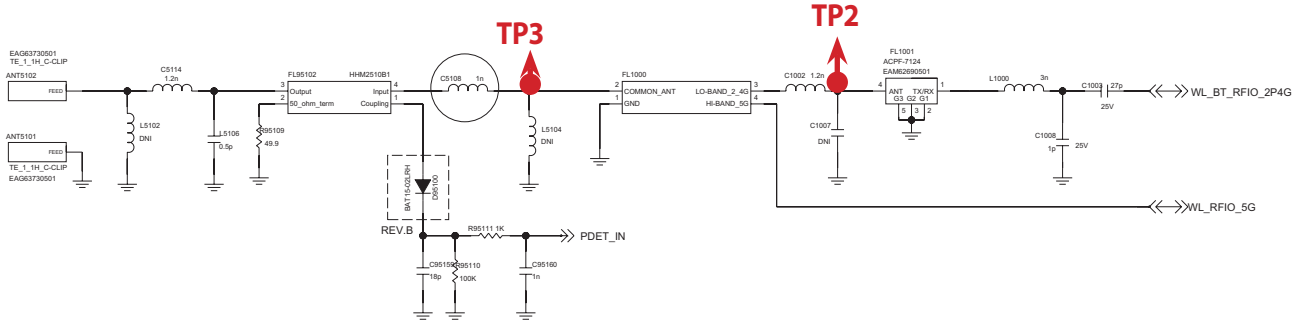 TP3
TP2
EAG63730501
TE_1_1H_C-CLIP
ANT5102
FEED
C5114
1.2n
L5102
DNI
L5106
0.5p
ANT5101
FEED
TE_1_1H_C-CLIP
EAG63730501
FL95102
HHM2510B1
3
Output
Input
4
2
50_ohm_term
Coupling
1
R95109
49.9
C5108
1n
L5104
DNI
BAT15-02LRH
D95100
REV.B
R95111 1K
PDET_IN
C95159
18p
R95110
100K
C95160
1n
FL1000
2
COMMON_ANT
LO-BAND_2_4G
3
1
GND
HI-BAND_5G
4
C1002
1.2n
C1007
DNI
FL1001
ACPF-7124
EAM62690501
4
ANT
TX/RX
1
G3
G2
G1
5
3
2
L1000
3n
C1003
27p
25V
WL_BT_RFIO_2P4G
C1008
1p
25V
WL_RFIO_5G